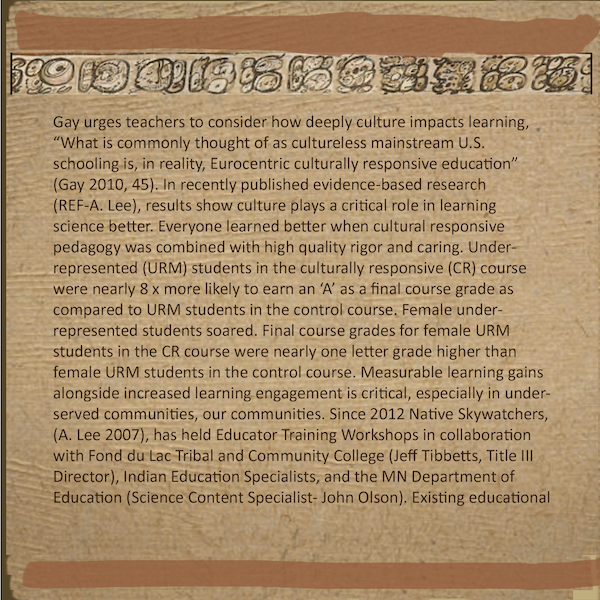 Gay urges teachers to consider how deeply culture impacts learning,
“What is commonly thought of as cultureless mainstream U.S.
schooling is, in reality, Eurocentric culturally responsive education”
(Gay 2010, 45). In recently published evidence-based research
(REF-A. Lee), results show culture plays a critical role in learning
science better. Everyone learned better when cultural responsive
pedagogy was combined with high quality rigor and caring. Under-
represented (URM) students in the culturally responsive (CR) course
were nearly 8 x more likely to earn an ‘A’ as a final course grade as
compared to URM students in the control course. Female under-
represented students soared. Final course grades for female URM
students in the CR course were nearly one letter grade higher than
female URM students in the control course. Measurable learning gains
alongside increased learning engagement is critical, especially in under-
served communities, our communities. Since 2012 Native Skywatchers,
(A. Lee 2007), has held Educator Training Workshops in collaboration
with Fond du Lac Tribal and Community College (Jeff Tibbetts, Title III
Director), Indian Education Specialists, and the MN Department of
Education (Science Content Specialist- John Olson). Existing educational